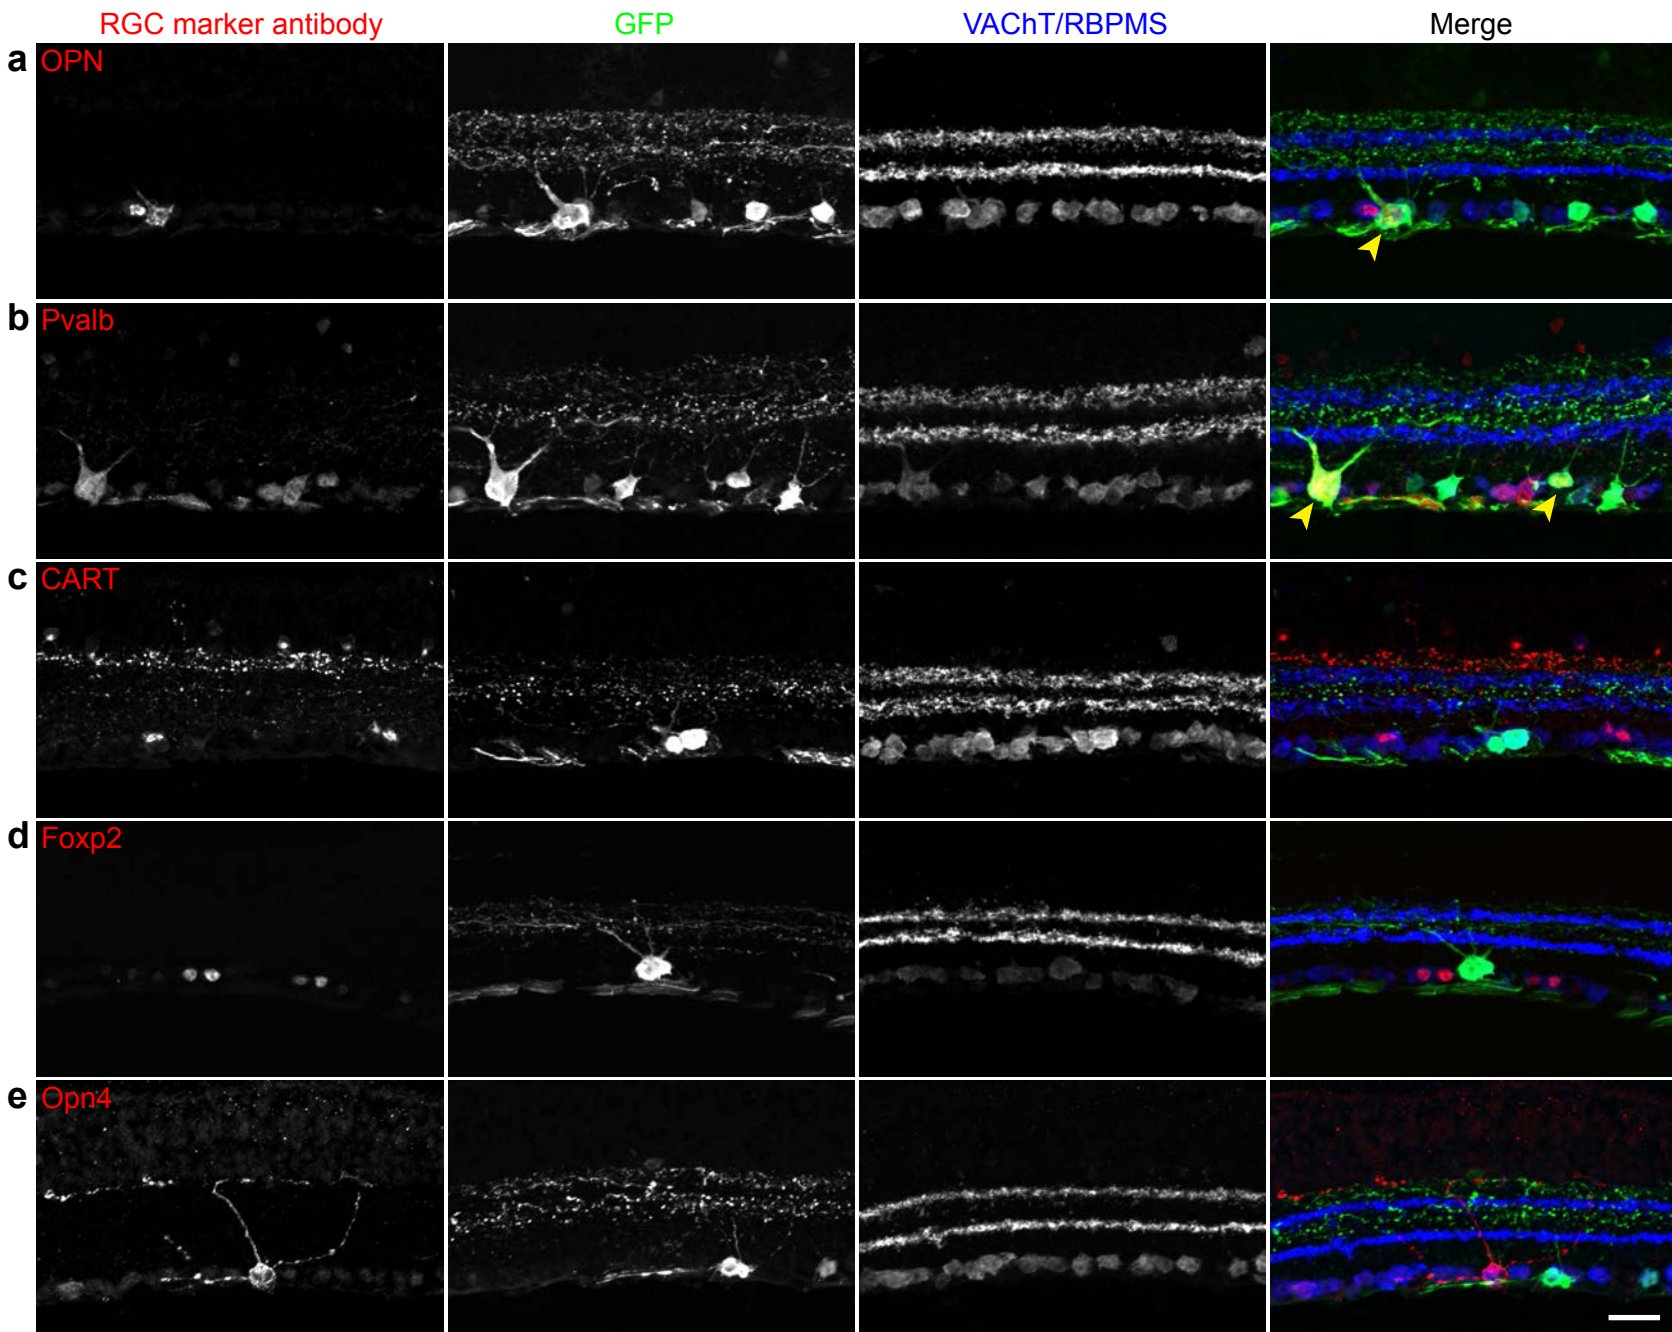 RGC marker antibody GFP VAChT/RBPMS Merge
a OPN
b Pvalb
c CART
d Foxp2
e Opn4